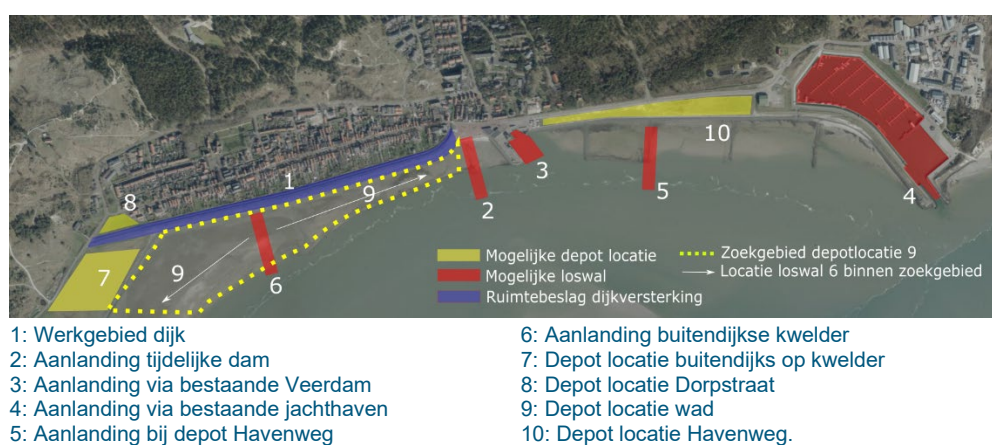 8
1
9
10
3
2
5
4
7
9
6
Mogelijke depot locatie
Mogelijke loswal
Ruimtebeslag dijkversterking
Zoekgebied depotlocatie 9
Locatie loswal 6 binnen zoekgebied
1: Werkgebied dijk
2: Aanlanding tijdelijke dam
3: Aanlanding via bestaande Veerdam
4: Aanlanding via bestaande jachthaven
5: Aanlanding bij depot Havenweg
6: Aanlanding buitendijkse kwelder
7: Depot locatie buitendijks op kwelder
8: Depot locatie Dorpstraat
9: Depot locatie wad
10: Depot locatie Havenweg.